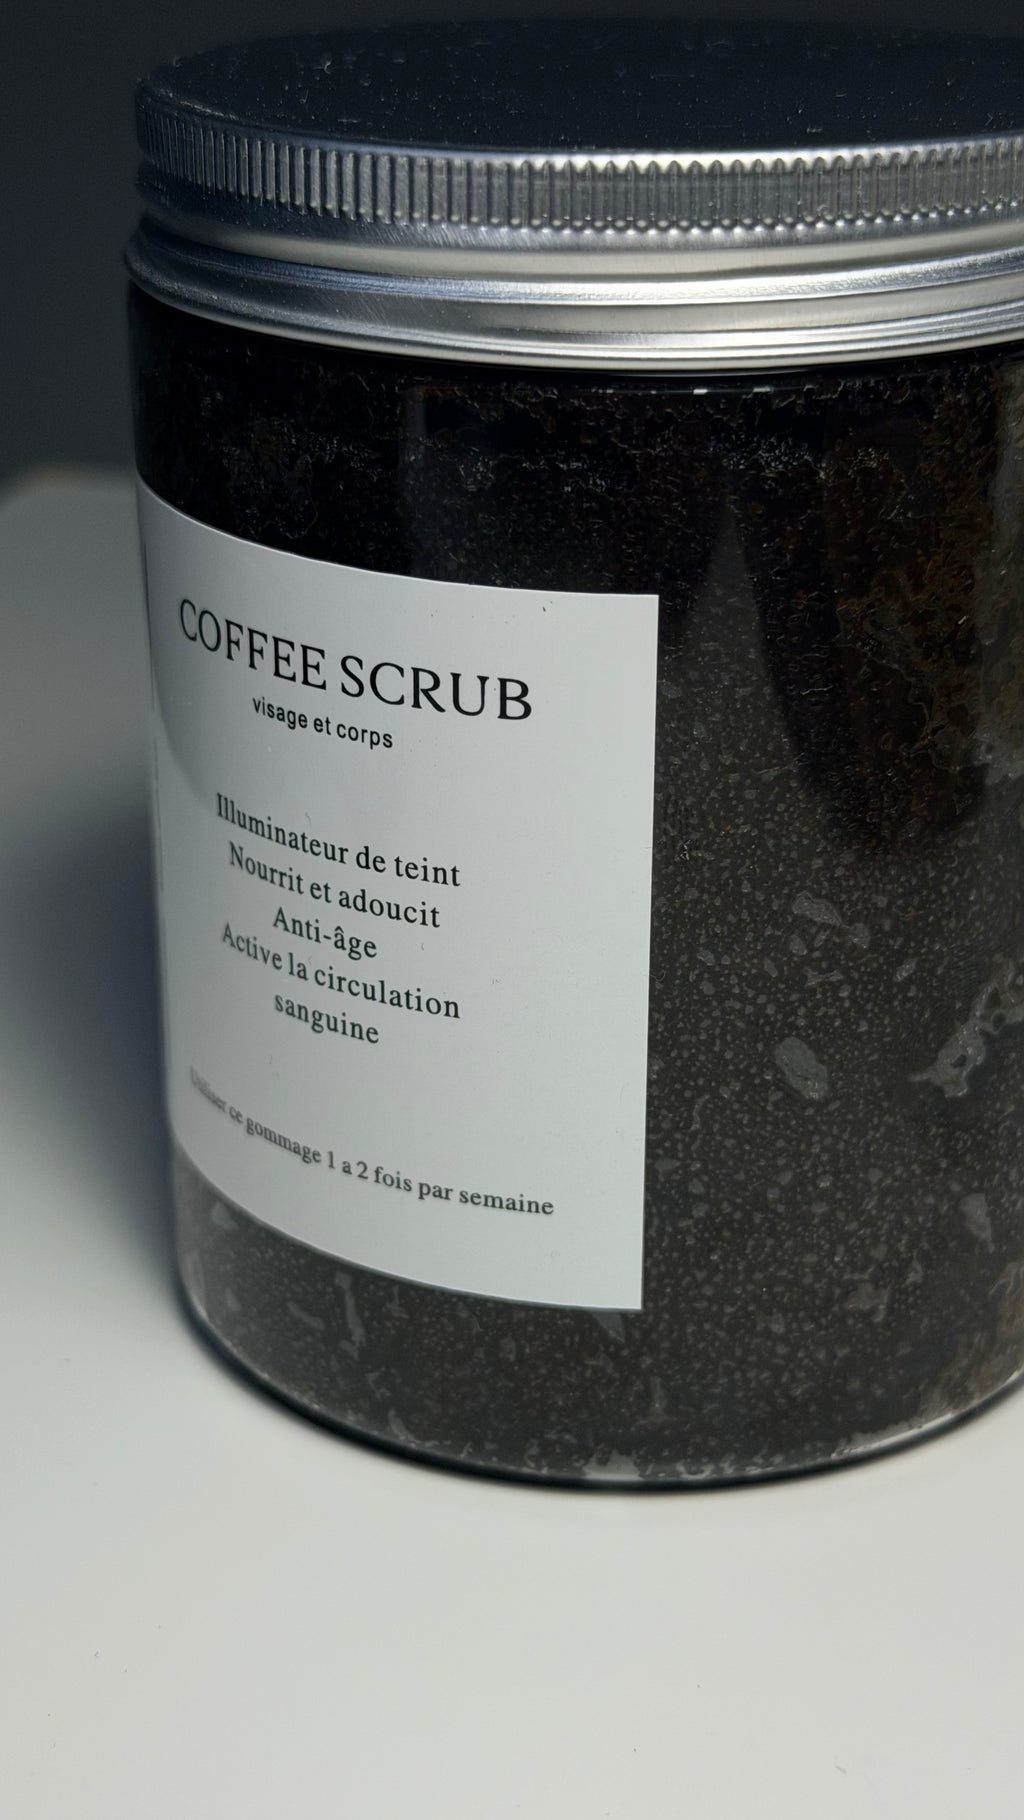 COFFEE SCRUB
visage et corps
Illuminateur de teint
Nourrit et adoucit
Anti-âge
Active la circulation
sanguine
Utiliser ce gommage 1 a 2 fois par semaine